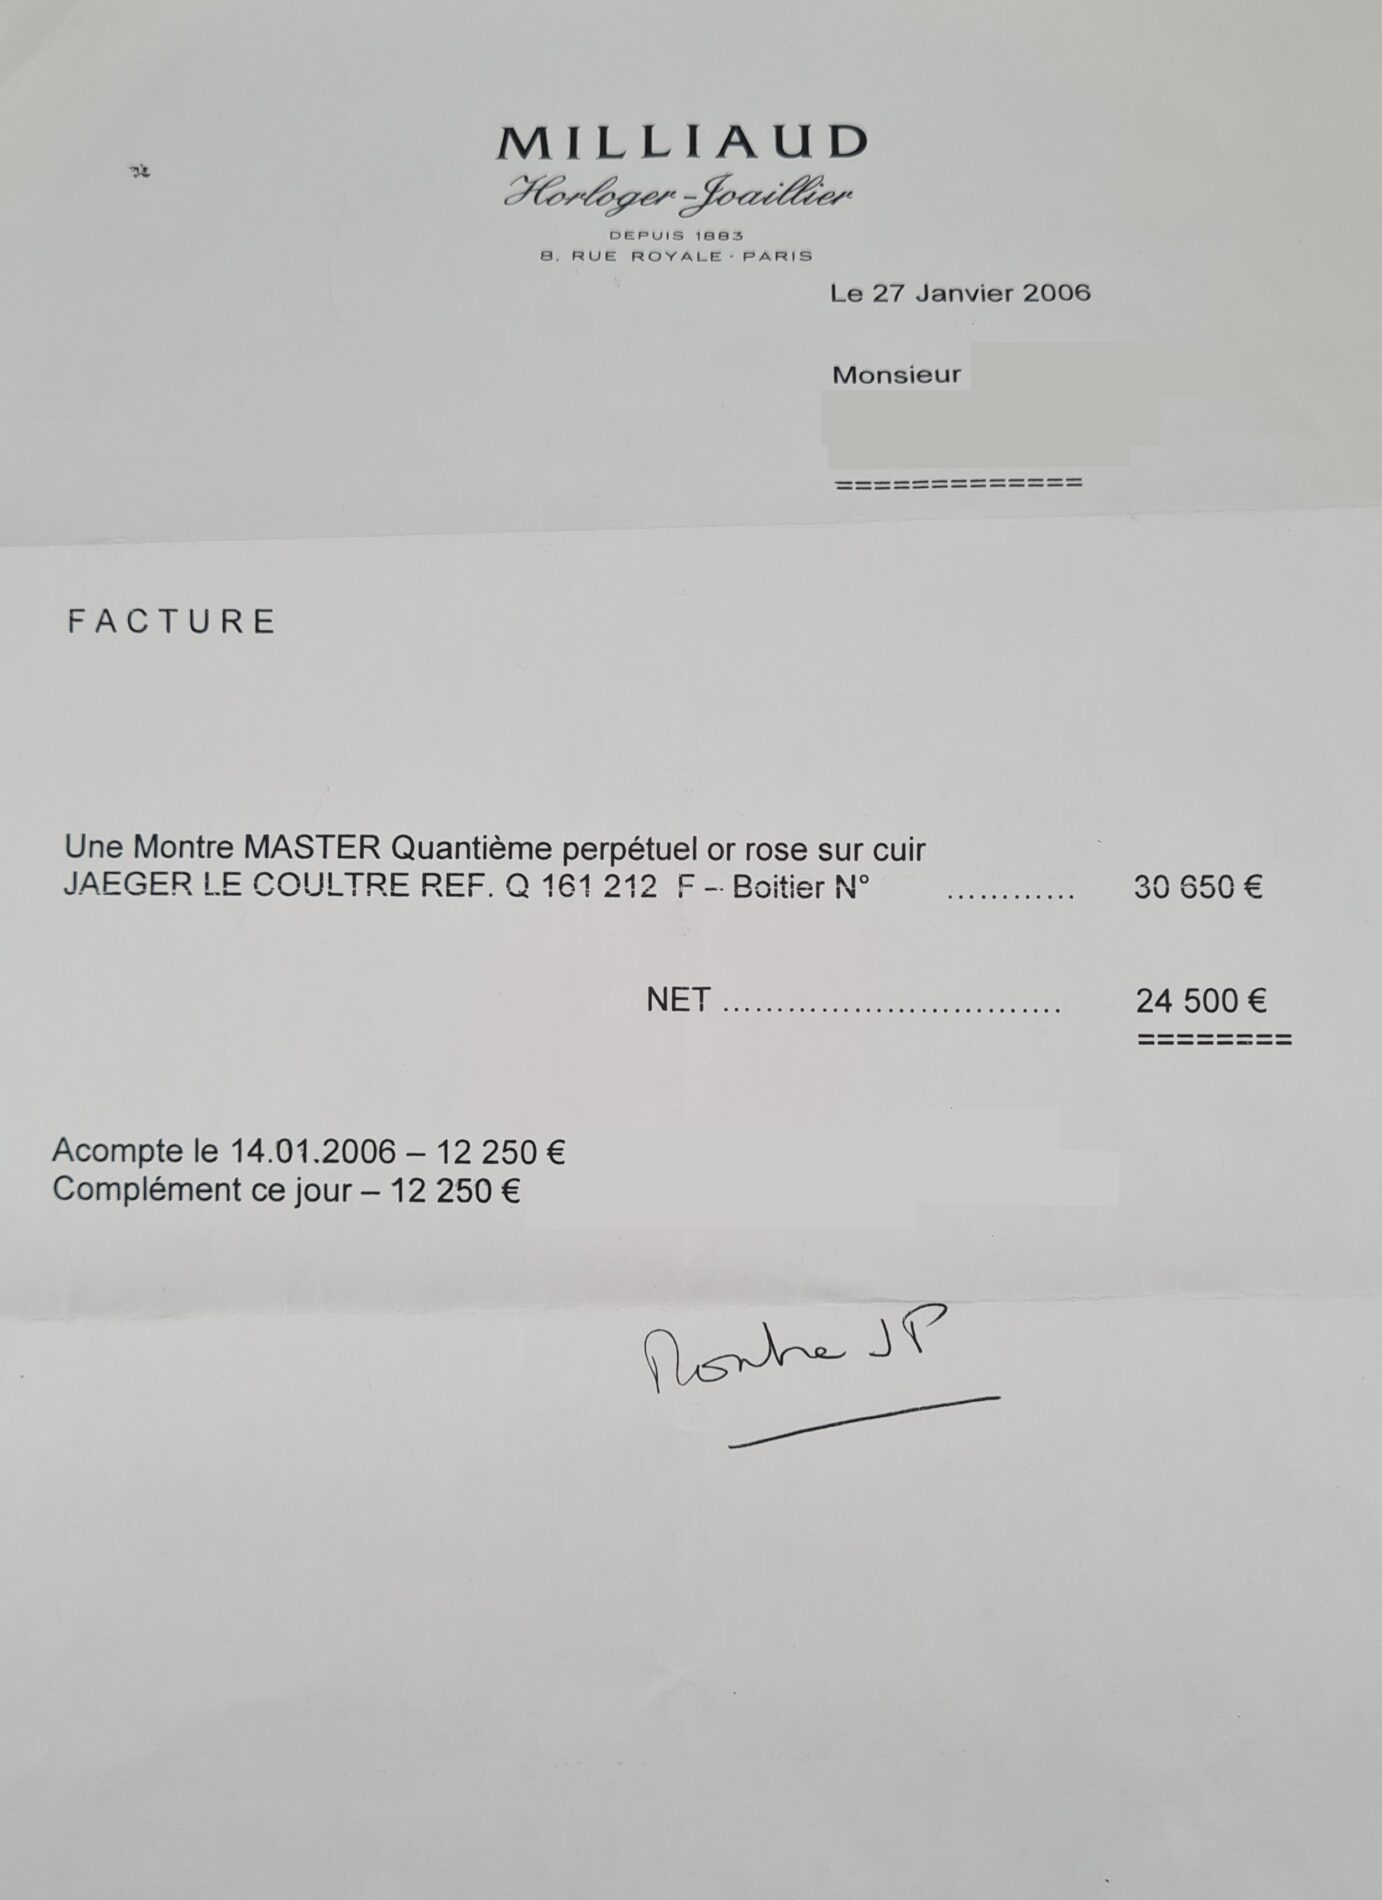 MILLIAUD
Horloger-Joaillier
DEPUIS 1883
8. RUE ROYALE - PARIS
Le 27 Janvier 2006
Monsieur
=============
FACTURE
Une Montre MASTER Quantième perpétuel or rose sur cuir
JAEGER LE COULTRE REF. Q 161 212 F – Boitier N° ............ 30 650 €
NET ............................... 24 500 €
========
Acompte le 14.01.2006 – 12 250 €
Complément ce jour – 12 250 €
Montre JP